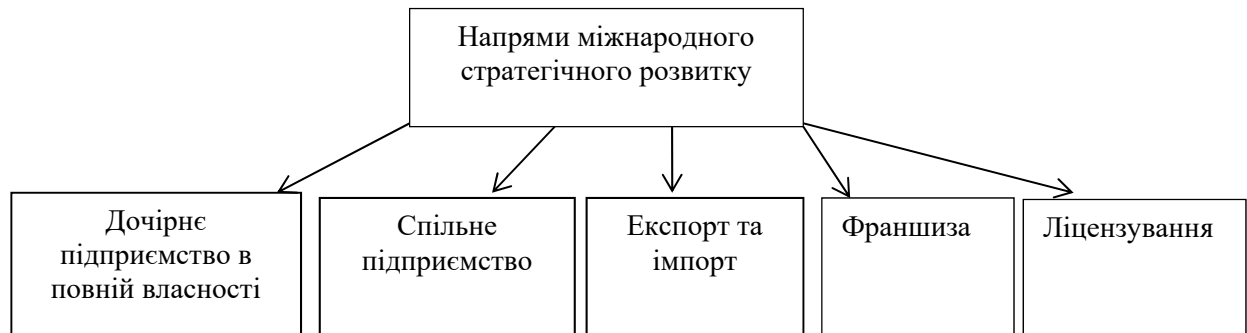 Напрями міжнародного
стратегічного розвитку
Дочірнє
підприємство в
повній власності
Спільне
підприємство
Експорт та
імпорт
Франшиза
Ліцензування